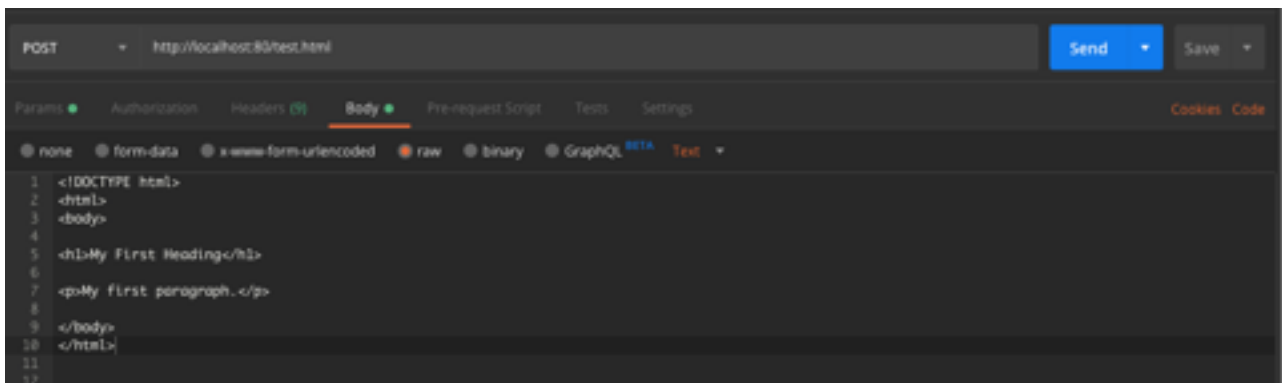 POST http://localhost:80/test.html Send Save
Params Authorization Headers (9) Body Pre-request Script Tests Settings Cookies Code
none form-data x-www-form-urlencoded raw binary GraphQL BETA Text
1 <!DOCTYPE html>
2 <html>
3 <body>
4
5 <h1>My First Heading</h1>
6
7 <p>My first paragraph.</p>
8
9 </body>
10 </html>
11
12